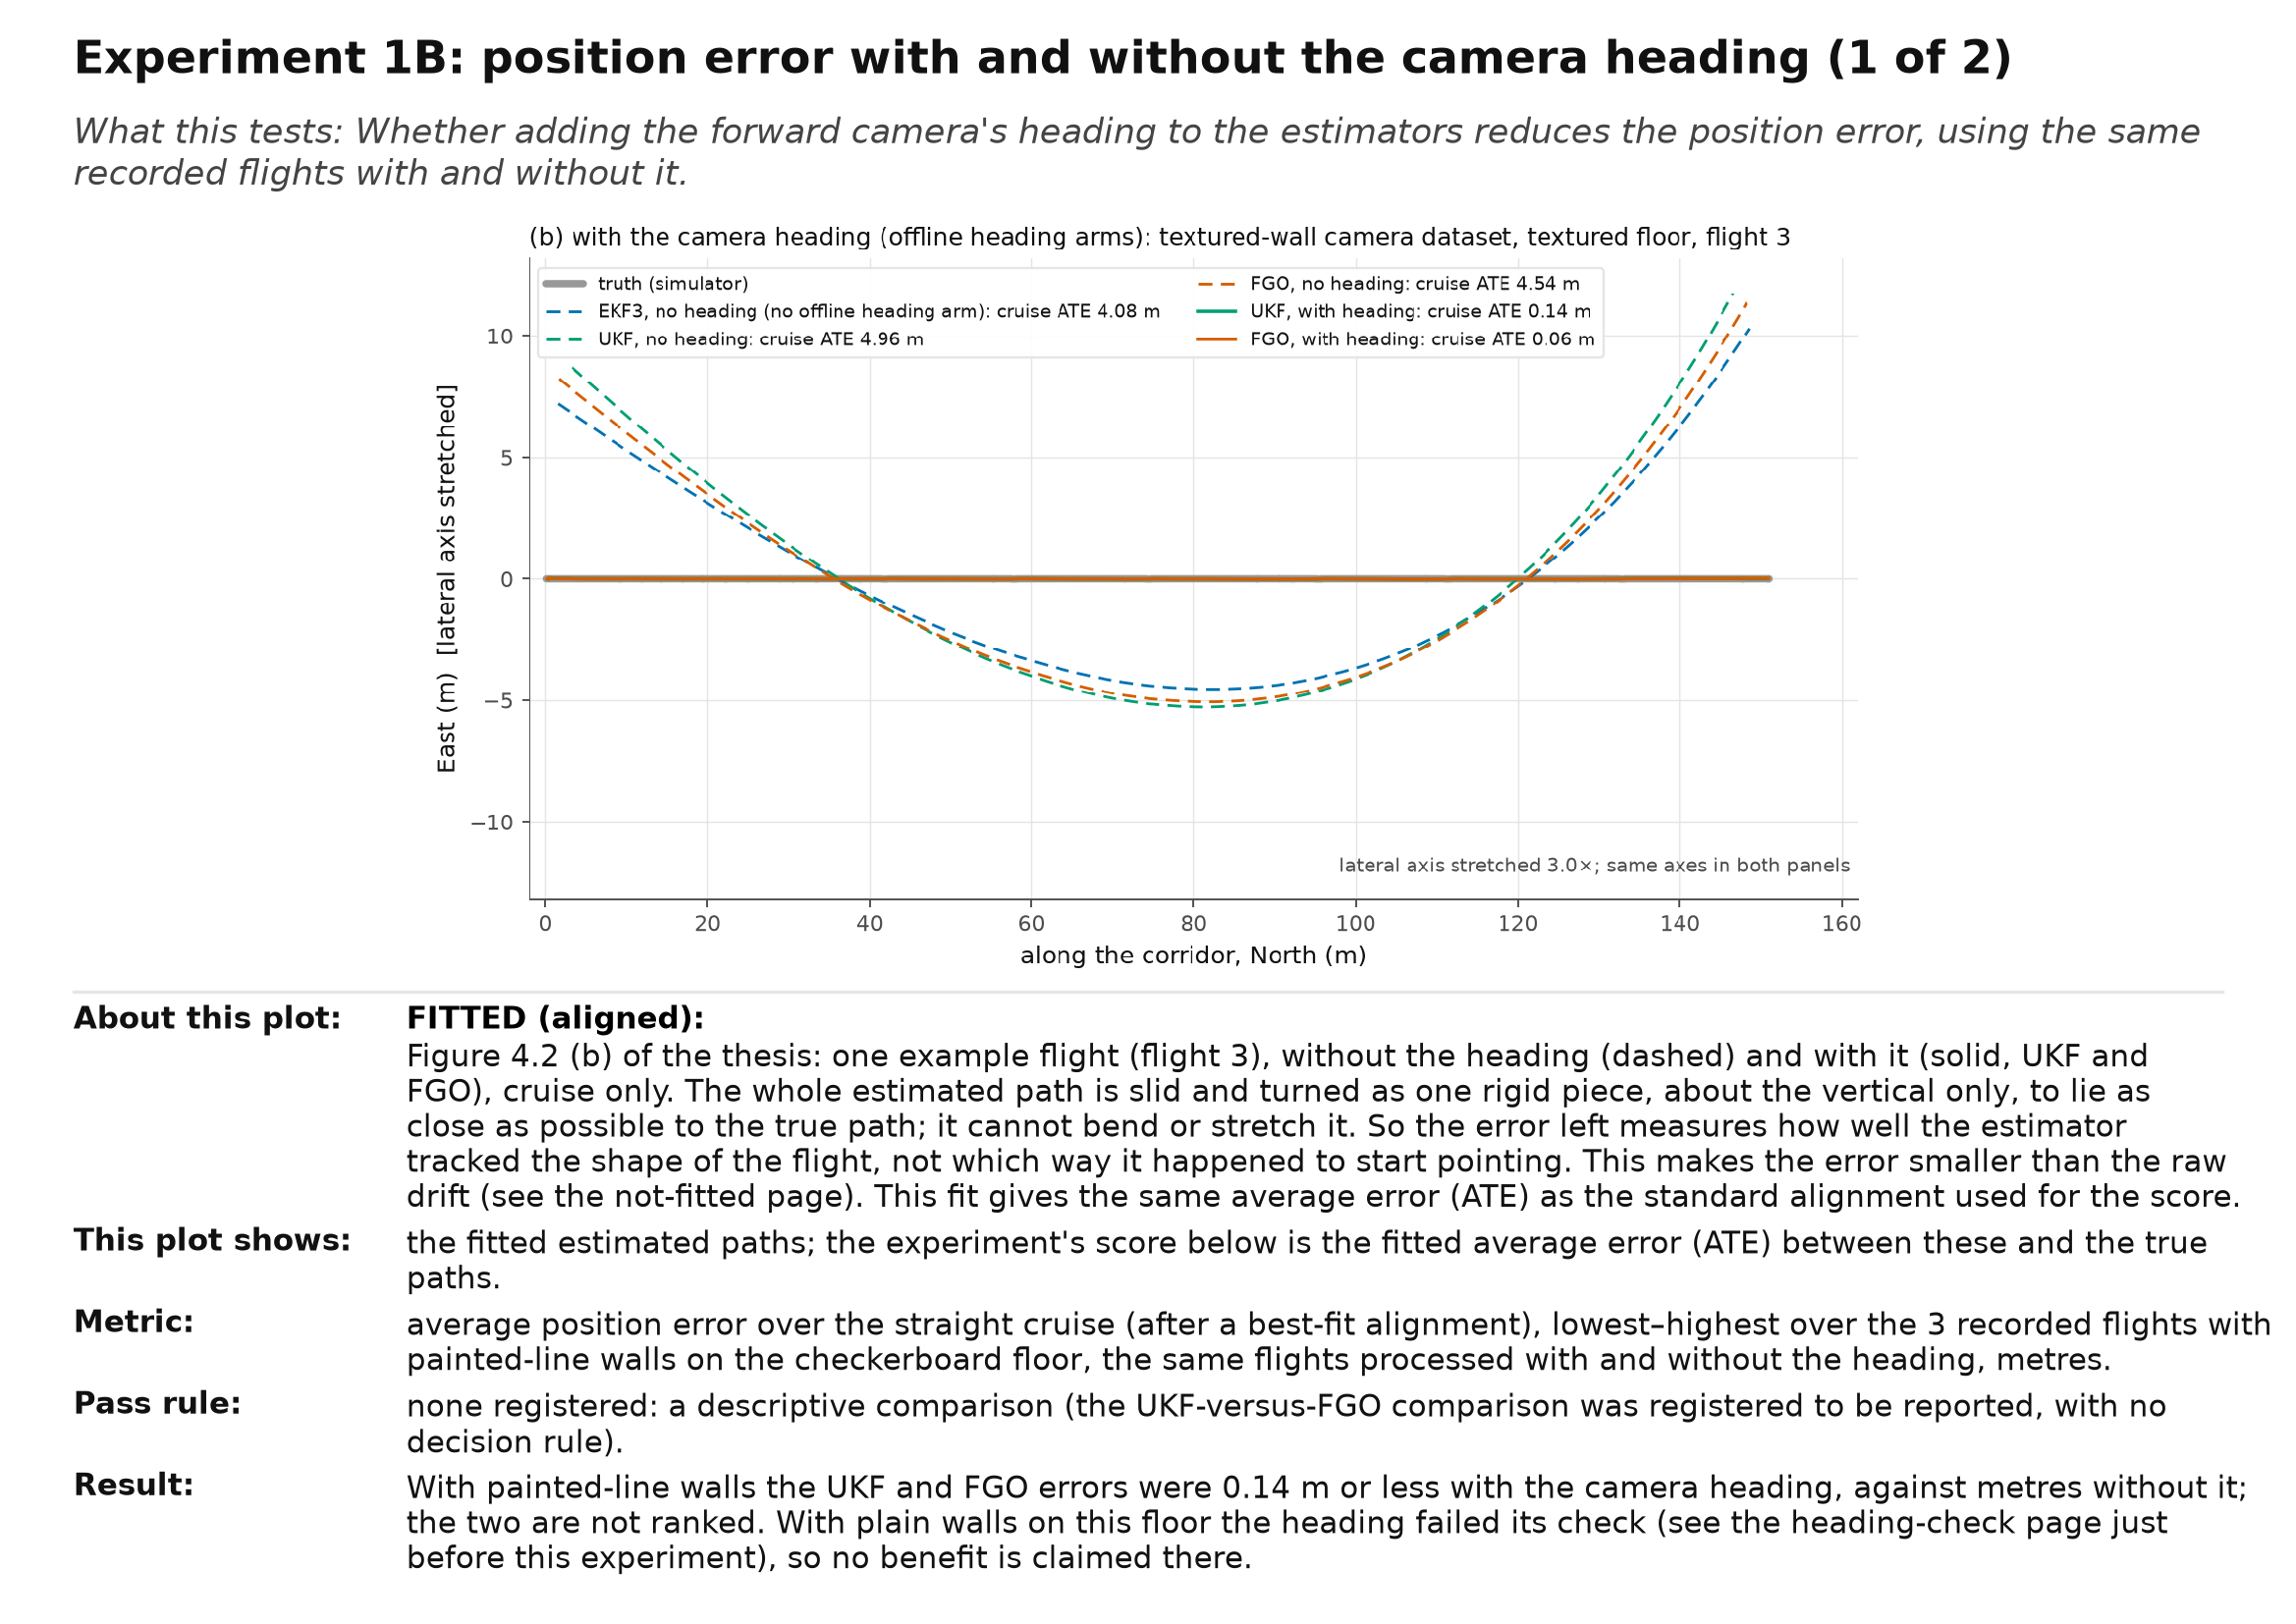 Experiment 1B: position error with and without the camera heading (1 of 2)
What this tests: Whether adding the forward camera's heading to the estimators reduces the position error, using the same
recorded flights with and without it.
(b) with the camera heading (offline heading arms): textured-wall camera dataset, textured floor, flight 3
truth (simulator)
EKF3, no heading (no offline heading arm): cruise ATE 4.08 m
UKF, no heading: cruise ATE 4.96 m
FGO, no heading: cruise ATE 4.54 m
UKF, with heading: cruise ATE 0.14 m
FGO, with heading: cruise ATE 0.06 m
East (m)  [lateral axis stretched]
10
5
0
−5
−10
lateral axis stretched 3.0×; same axes in both panels
0 20 40 60 80 100 120 140 160
along the corridor, North (m)
About this plot:
FITTED (aligned):
Figure 4.2 (b) of the thesis: one example flight (flight 3), without the heading (dashed) and with it (solid, UKF and
FGO), cruise only. The whole estimated path is slid and turned as one rigid piece, about the vertical only, to lie as
close as possible to the true path; it cannot bend or stretch it. So the error left measures how well the estimator
tracked the shape of the flight, not which way it happened to start pointing. This makes the error smaller than the raw
drift (see the not-fitted page). This fit gives the same average error (ATE) as the standard alignment used for the score.
This plot shows:
the fitted estimated paths; the experiment's score below is the fitted average error (ATE) between these and the true
paths.
Metric:
average position error over the straight cruise (after a best-fit alignment), lowest–highest over the 3 recorded flights with
painted-line walls on the checkerboard floor, the same flights processed with and without the heading, metres.
Pass rule:
none registered: a descriptive comparison (the UKF-versus-FGO comparison was registered to be reported, with no
decision rule).
Result:
With painted-line walls the UKF and FGO errors were 0.14 m or less with the camera heading, against metres without it;
the two are not ranked. With plain walls on this floor the heading failed its check (see the heading-check page just
before this experiment), so no benefit is claimed there.